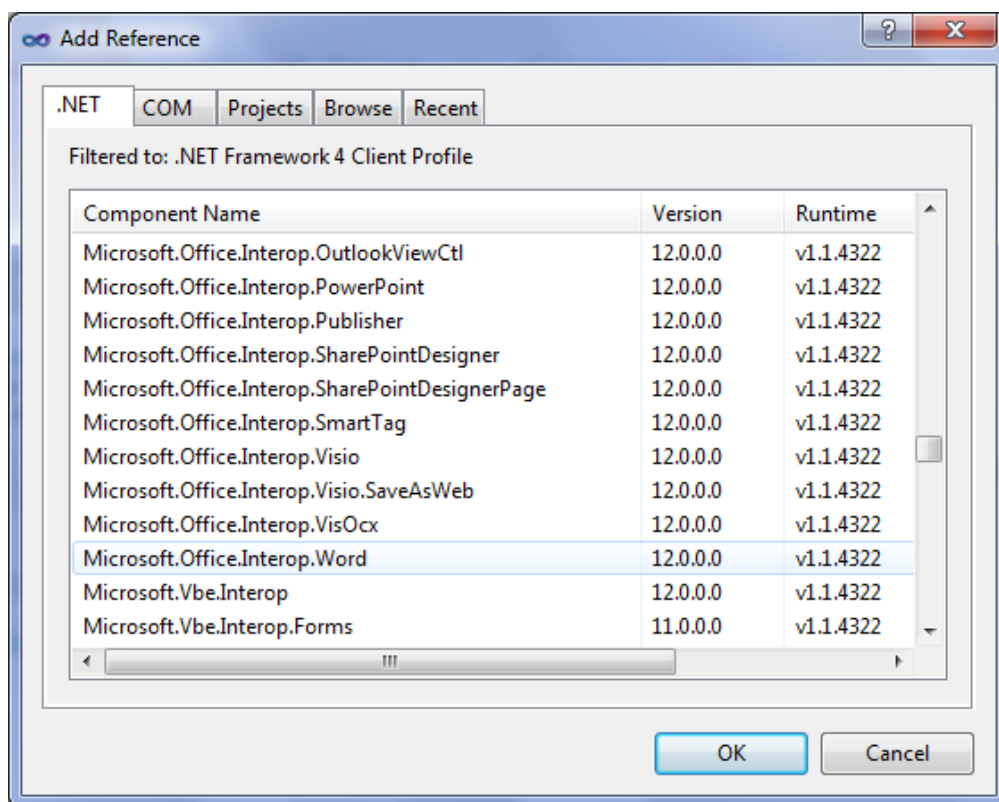 Add Reference
.NET COM Projects Browse Recent
Filtered to: .NET Framework 4 Client Profile
Component Name Version Runtime
Microsoft.Office.Interop.OutlookViewCtl 12.0.0.0 v1.1.4322
Microsoft.Office.Interop.PowerPoint 12.0.0.0 v1.1.4322
Microsoft.Office.Interop.Publisher 12.0.0.0 v1.1.4322
Microsoft.Office.Interop.SharePointDesigner 12.0.0.0 v1.1.4322
Microsoft.Office.Interop.SharePointDesignerPage 12.0.0.0 v1.1.4322
Microsoft.Office.Interop.SmartTag 12.0.0.0 v1.1.4322
Microsoft.Office.Interop.Visio 12.0.0.0 v1.1.4322
Microsoft.Office.Interop.Visio.SaveAsWeb 12.0.0.0 v1.1.4322
Microsoft.Office.Interop.VisOcx 12.0.0.0 v1.1.4322
Microsoft.Office.Interop.Word 12.0.0.0 v1.1.4322
Microsoft.Vbe.Interop 12.0.0.0 v1.1.4322
Microsoft.Vbe.Interop.Forms 11.0.0.0 v1.1.4322
OK Cancel